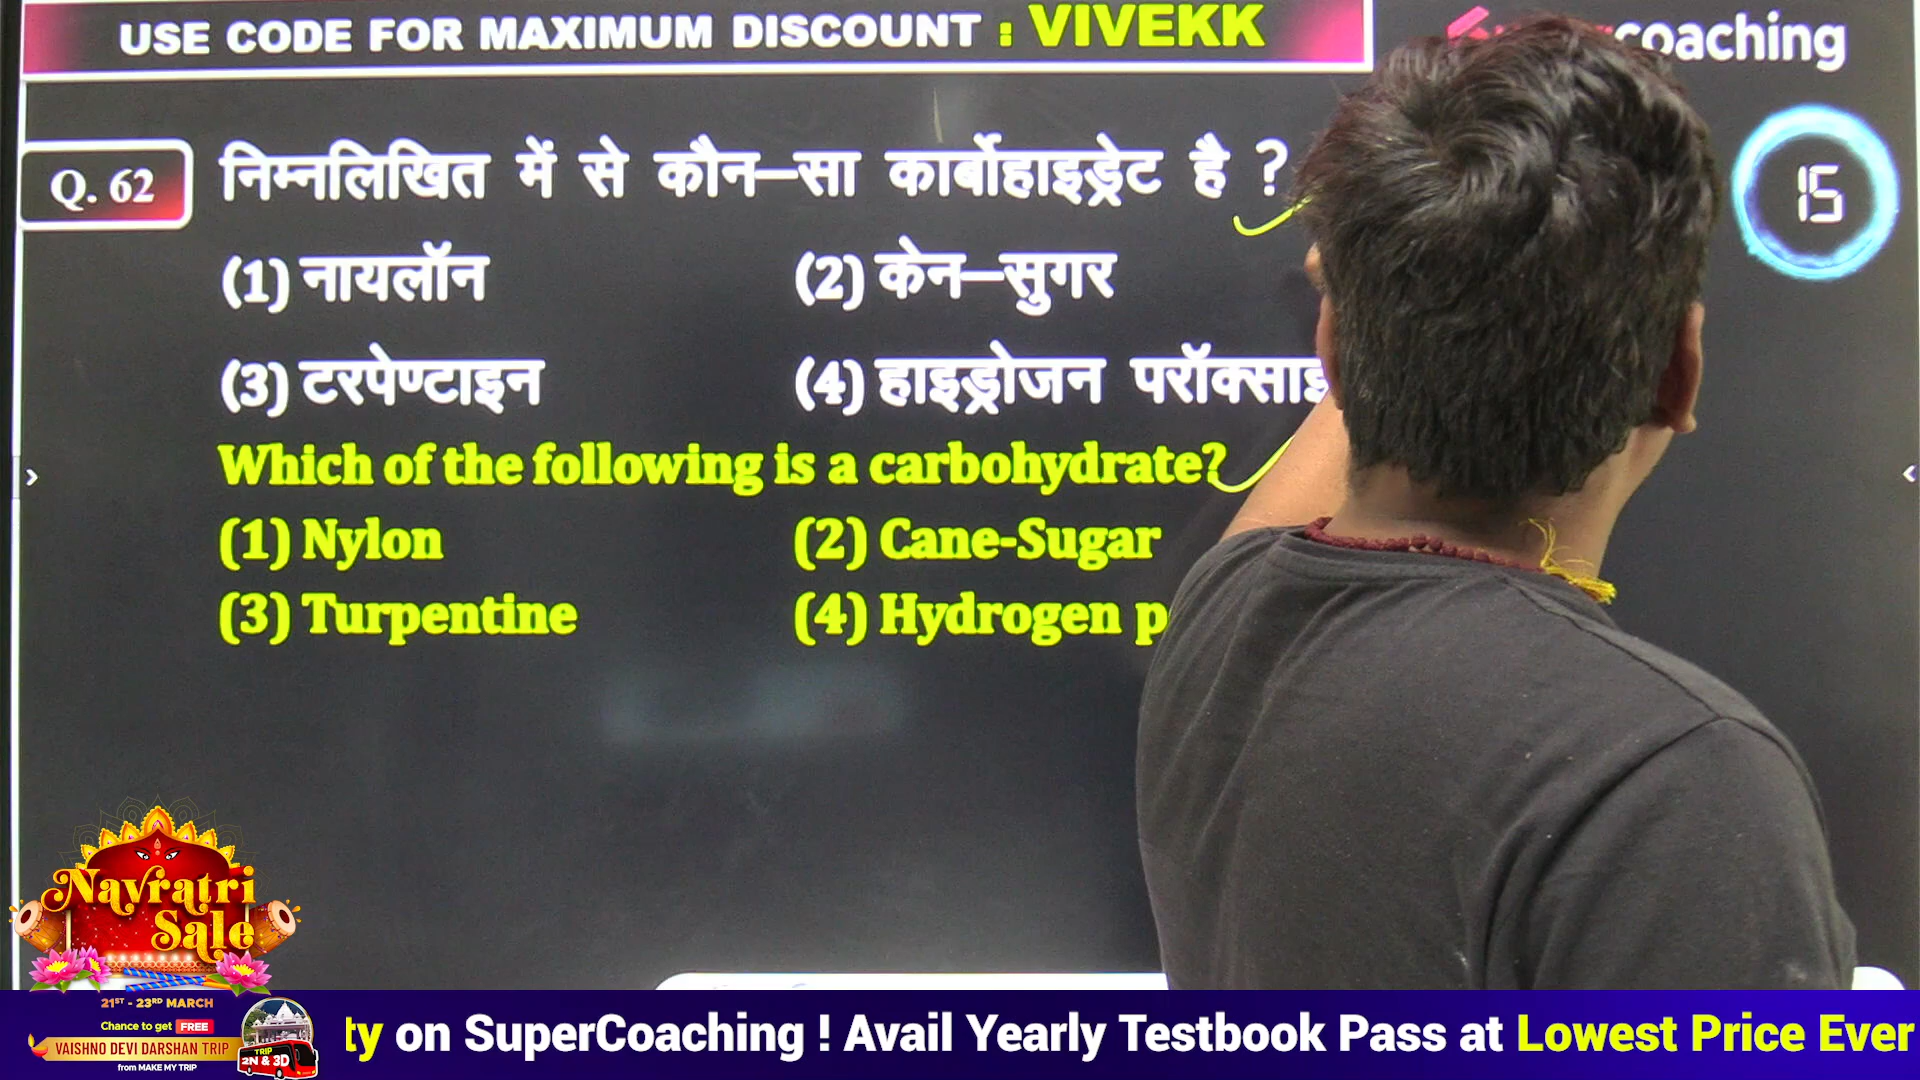 USE CODE FOR MAXIMUM DISCOUNT : VIVEKK
coaching
Q. 62 निम्नलिखित में से कौन–सा कार्बोहाइड्रेट है ?
15
(1) नायलॉन (2) केन–सुगर
(3) टरपेण्टाइन (4) हाइड्रोजन
Which of the following is a carbohydrate?
(1) Nylon (2) Cane-Sugar
(3) Turpentine (4) Hydrogen
Navratri
Sale
21ST - 23RD MARCH
Chance to get FREE
VAISHNO DEVI DARSHAN TRIP
TRIP
2N & 3D
from MAKE MY TRIP
ty on SuperCoaching ! Avail Yearly Testbook Pass at Lowest Price Ever